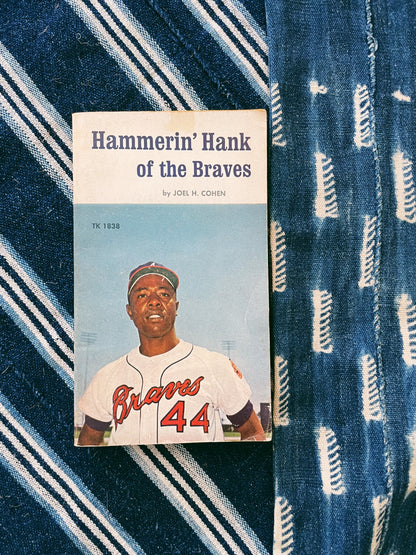 Hammerin' Hank
of the Braves
by JOEL H. COHEN
TK 1838
Braves
44